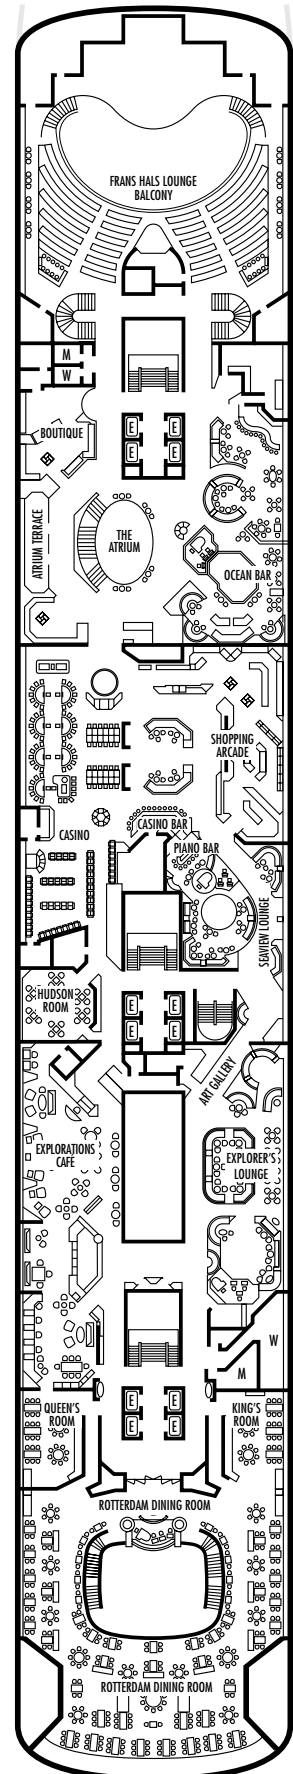 FRANS HALS LOUNGE
BALCONY
M
W
E
E
E
E
BOUTIQUE
ATRIUM TERRACE
THE
ATRIUM
OCEAN BAR
SHOPPING
ARCADE
CASINO
CASINO BAR
PIANO BAR
SEAVIEW LOUNGE
HUDSON
ROOM
E
E
E
E
ART GALLERY
EXPLORATIONS
CAFÉ
EXPLORER'S
LOUNGE
W
M
E
E
E
E
QUEEN'S
ROOM
KING'S
ROOM
ROTTERDAM DINING ROOM
ROTTERDAM DINING ROOM